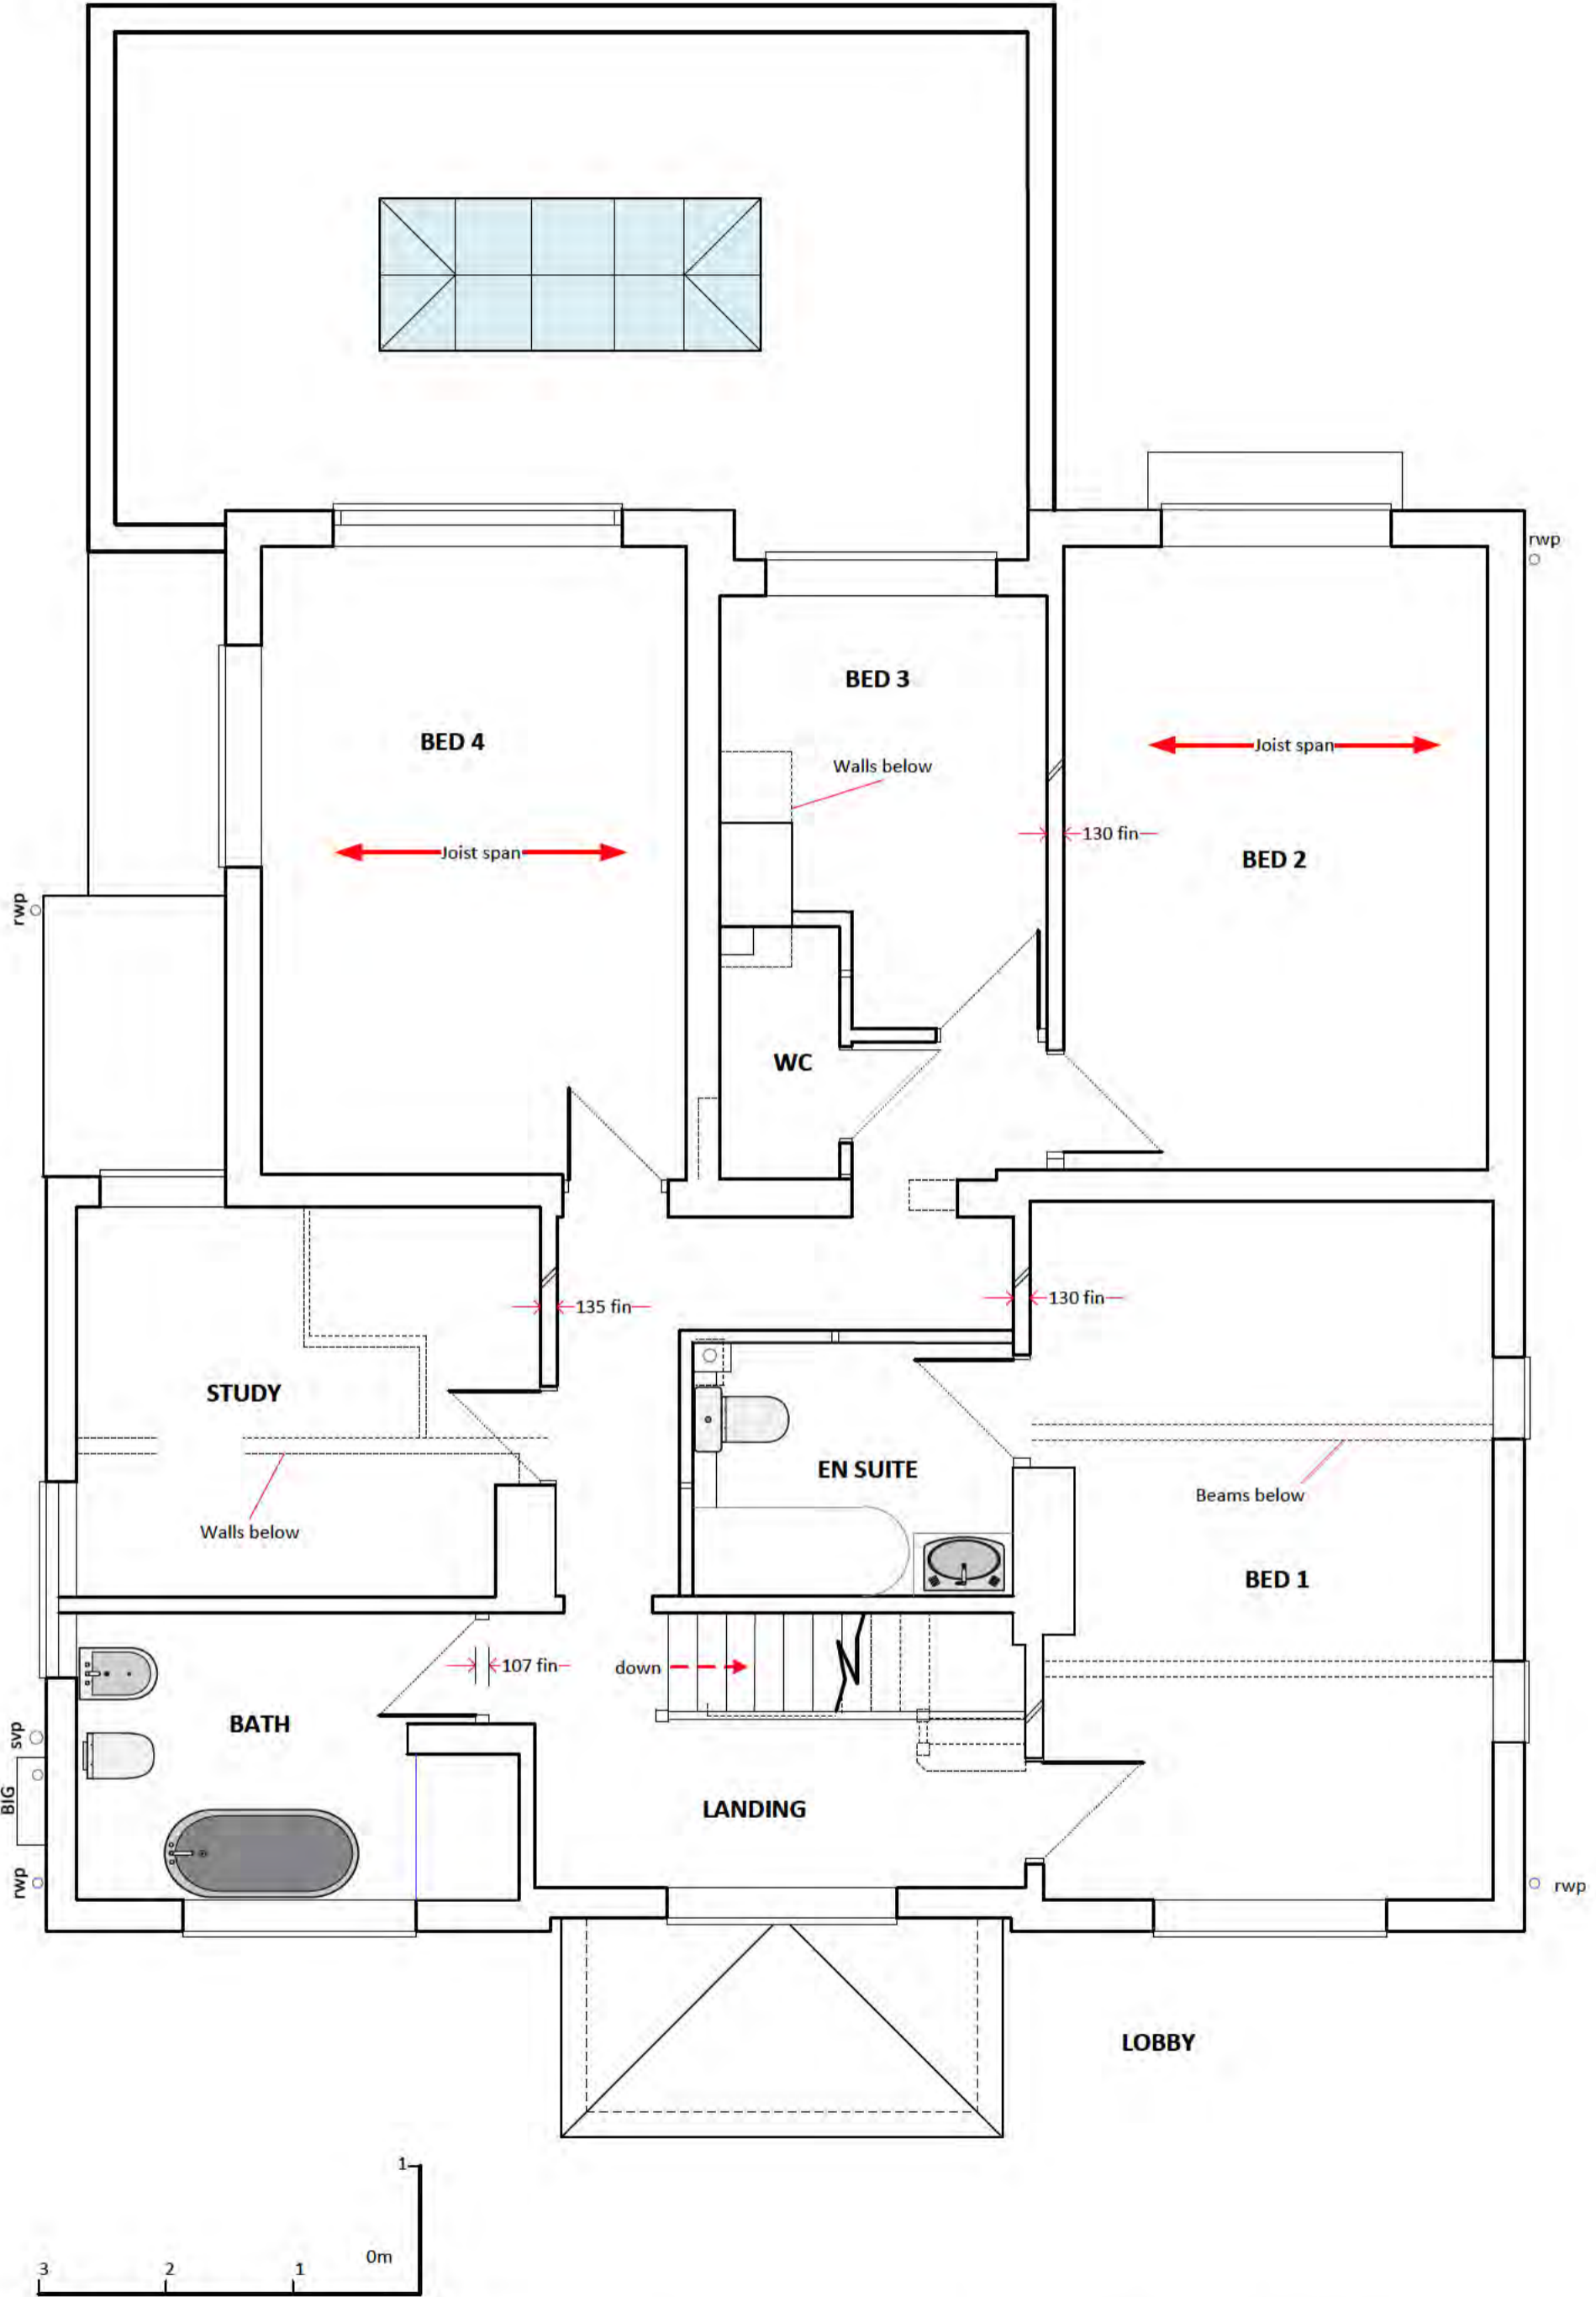 rwp
BED 3
BED 4
Walls below
Joist span
Joist span
130 fin
BED 2
rwp
WC
135 fin
130 fin
STUDY
EN SUITE
Beams below
Walls below
BED 1
107 fin
down
BATH
svp
BIG
LANDING
rwp
rwp
LOBBY
1
0m
3
2
1